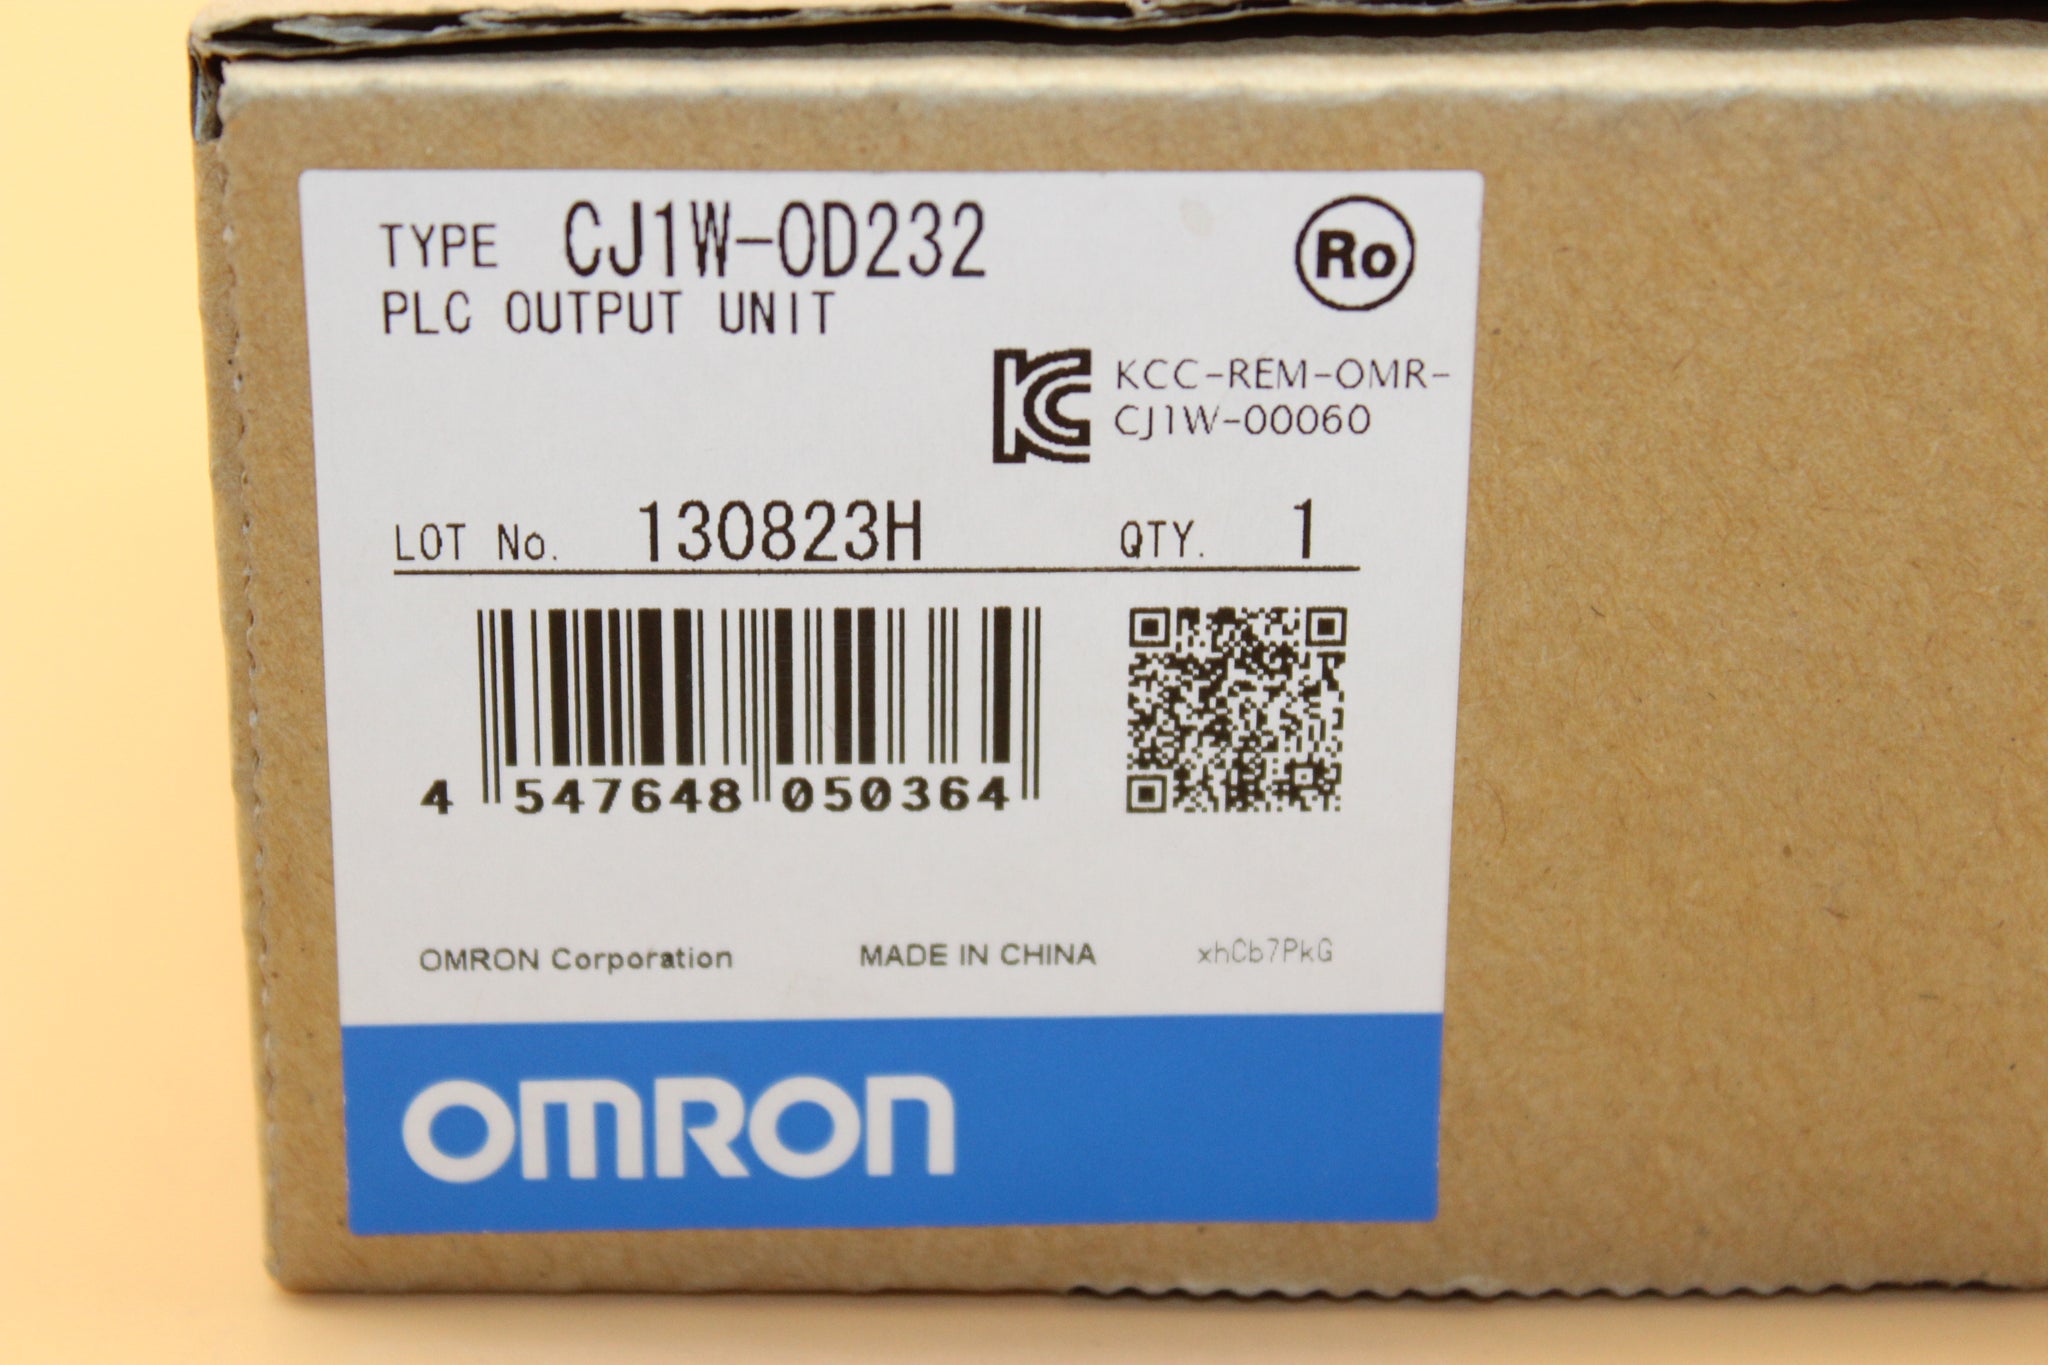 TYPE CJ1W-OD232
Ro
PLC OUTPUT UNIT
KC KCC-REM-OMR-
CJ1W-00060
LOT No. 130823H QTY. 1
4 547648 050364
OMRON Corporation MADE IN CHINA xhCb7PkG
OMRON